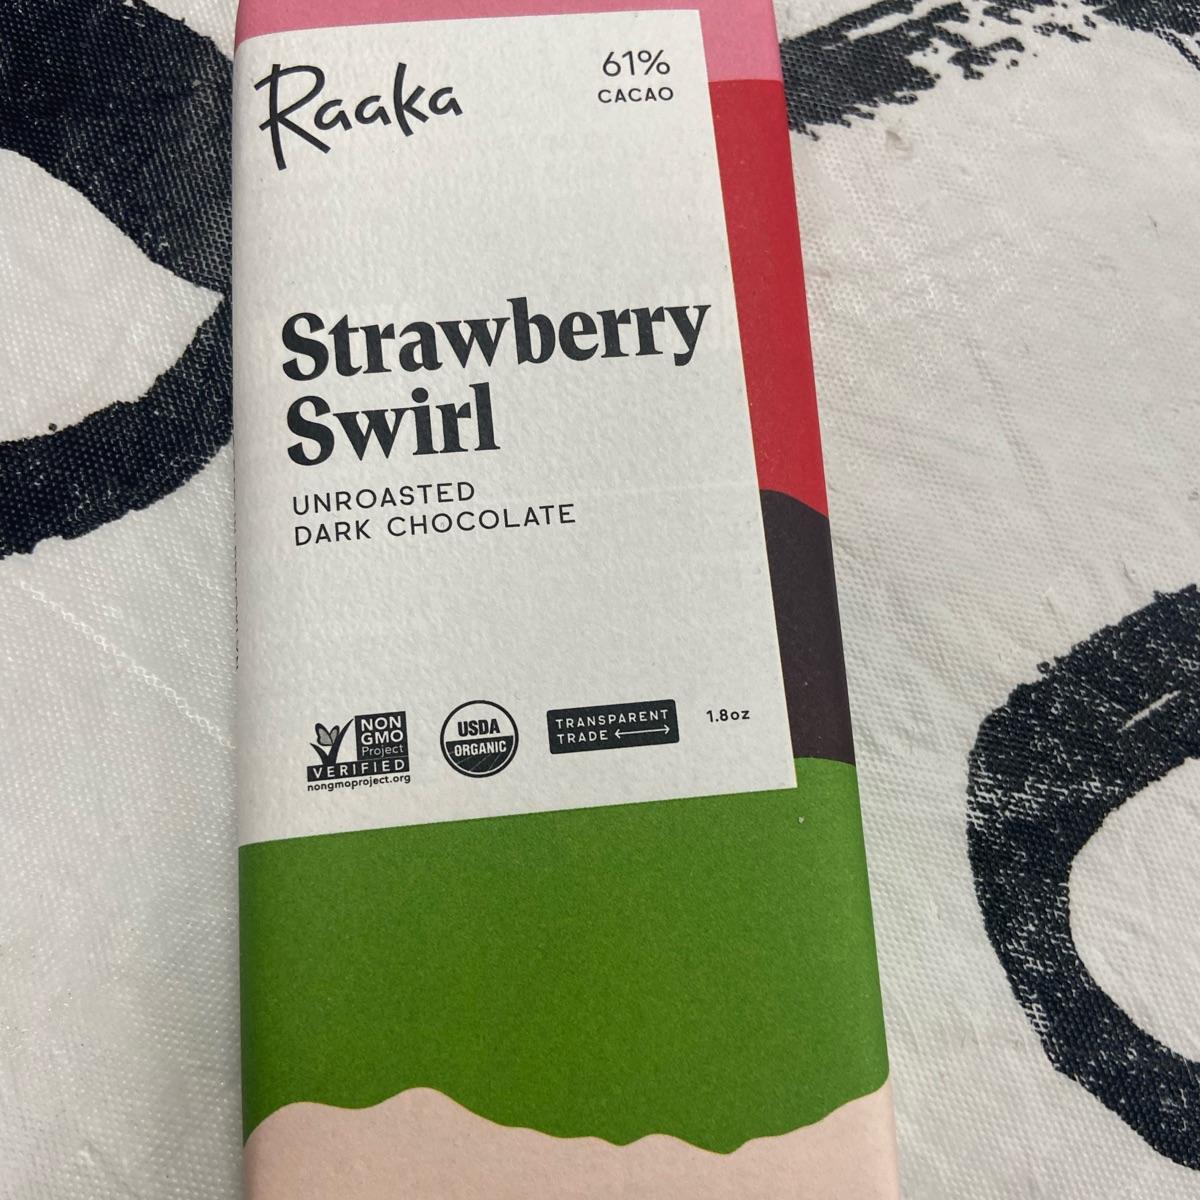 Raaka
61%
CACAO
Strawberry
Swirl
UNROASTED
DARK CHOCOLATE
NON
GMO
Project
VERIFIED
nongmoproject.org
USDA
ORGANIC
TRANSPARENT
TRADE
1.8oz